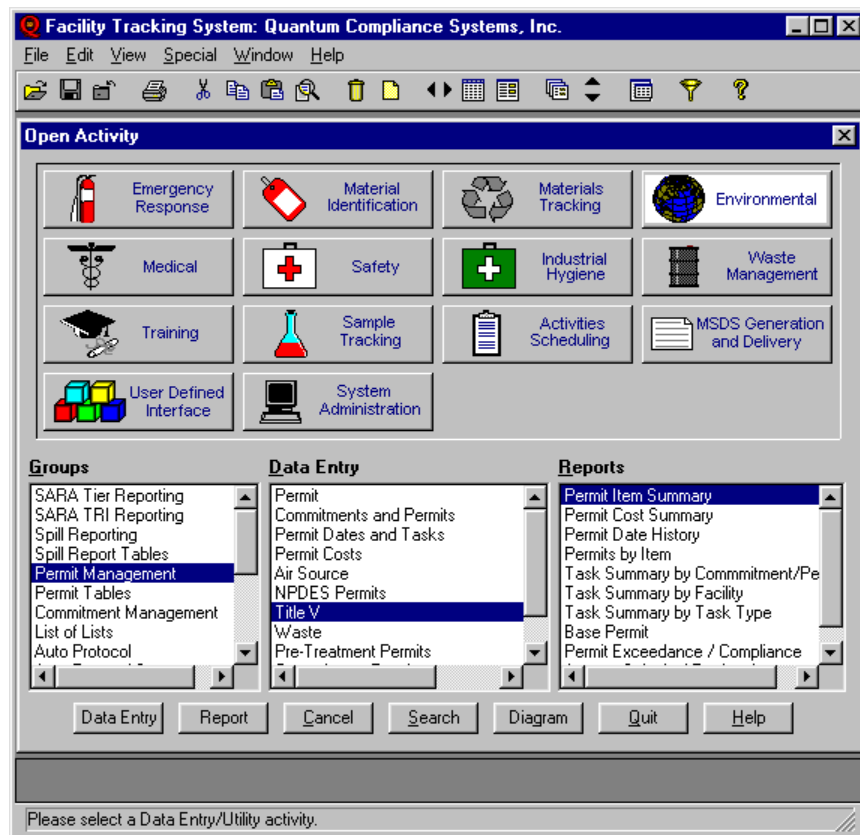 Facility Tracking System: Quantum Compliance Systems, Inc.
File Edit View Special Window Help
Open Activity
Emergency
Response
Material
Identification
Materials
Tracking
Environmental
Medical
Safety
Industrial
Hygiene
Waste
Management
Training
Sample
Tracking
Activities
Scheduling
MSDS Generation
and Delivery
User Defined
Interface
System
Administration
Groups
SARA Tier Reporting
SARA TRI Reporting
Spill Reporting
Spill Report Tables
Permit Management
Permit Tables
Commitment Management
List of Lists
Auto Protocol
Data Entry
Permit
Commitments and Permits
Permit Dates and Tasks
Permit Costs
Air Source
NPDES Permits
Title V
Waste
Pre-Treatment Permits
Reports
Permit Item Summary
Permit Cost Summary
Permit Date History
Permits by Item
Task Summary by Commmitment/Pe
Task Summary by Facility
Task Summary by Task Type
Base Permit
Permit Exceedance / Compliance
Data Entry Report Cancel Search Diagram Quit Help
Please select a Data Entry/Utility activity.